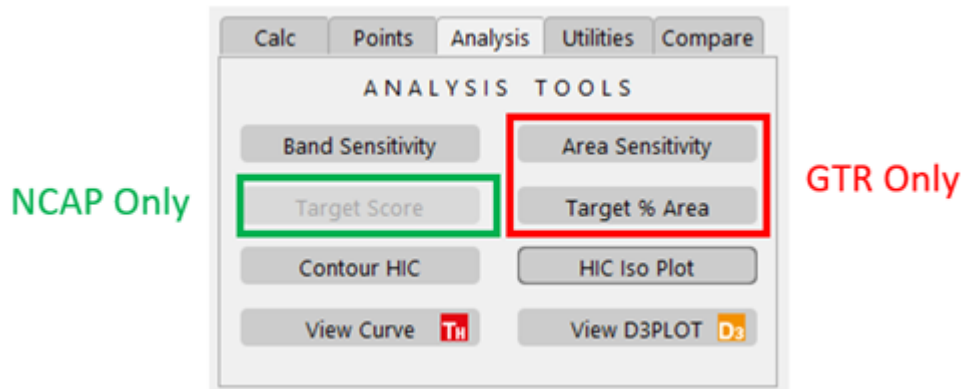 Calc Points Analysis Utilities Compare
ANALYSIS TOOLS
Band Sensitivity Area Sensitivity
NCAP Only Target Score Target % Area GTR Only
Contour HIC HIC Iso Plot
View Curve TH View D3PLOT D3